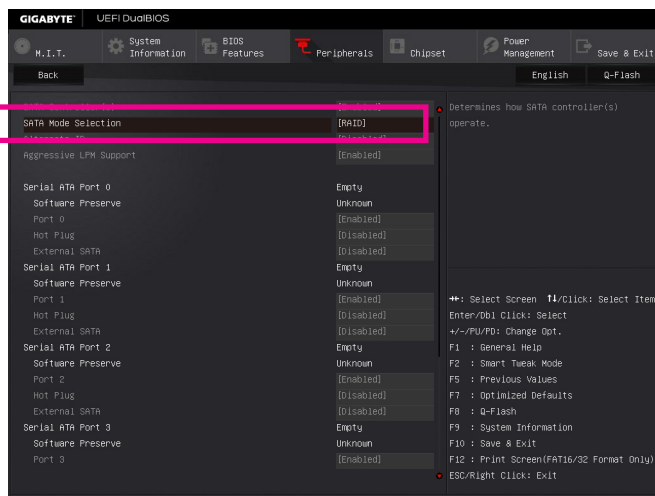 GIGABYTE™ UEFI DualBIOS
M.I.T. System Information BIOS Features Peripherals Chipset Power Management Save & Exit
Back English Q-Flash
SATA Mode Selection [RAID]
Aggressive LPM Support [Enabled]
Determines how SATA controller(s)
operate.
Serial ATA Port 0 Empty
Software Preserve Unknown
Port 0 [Enabled]
Hot Plug [Disabled]
External SATA [Disabled]
Serial ATA Port 1 Empty
Software Preserve Unknown
Port 1 [Enabled]
Hot Plug [Disabled]
External SATA [Disabled]
Serial ATA Port 2 Empty
Software Preserve Unknown
Port 2 [Enabled]
Hot Plug [Disabled]
External SATA [Disabled]
Serial ATA Port 3 Empty
Software Preserve Unknown
Port 3 [Enabled]
→←: Select Screen ↑↓/Click: Select Item
Enter/Dbl Click: Select
+/-/PU/PD: Change Opt.
F1 : General Help
F2 : Smart Tweak Mode
F5 : Previous Values
F7 : Optimized Defaults
F8 : Q-Flash
F9 : System Information
F10 : Save & Exit
F12 : Print Screen(FAT16/32 Format Only)
ESC/Right Click: Exit